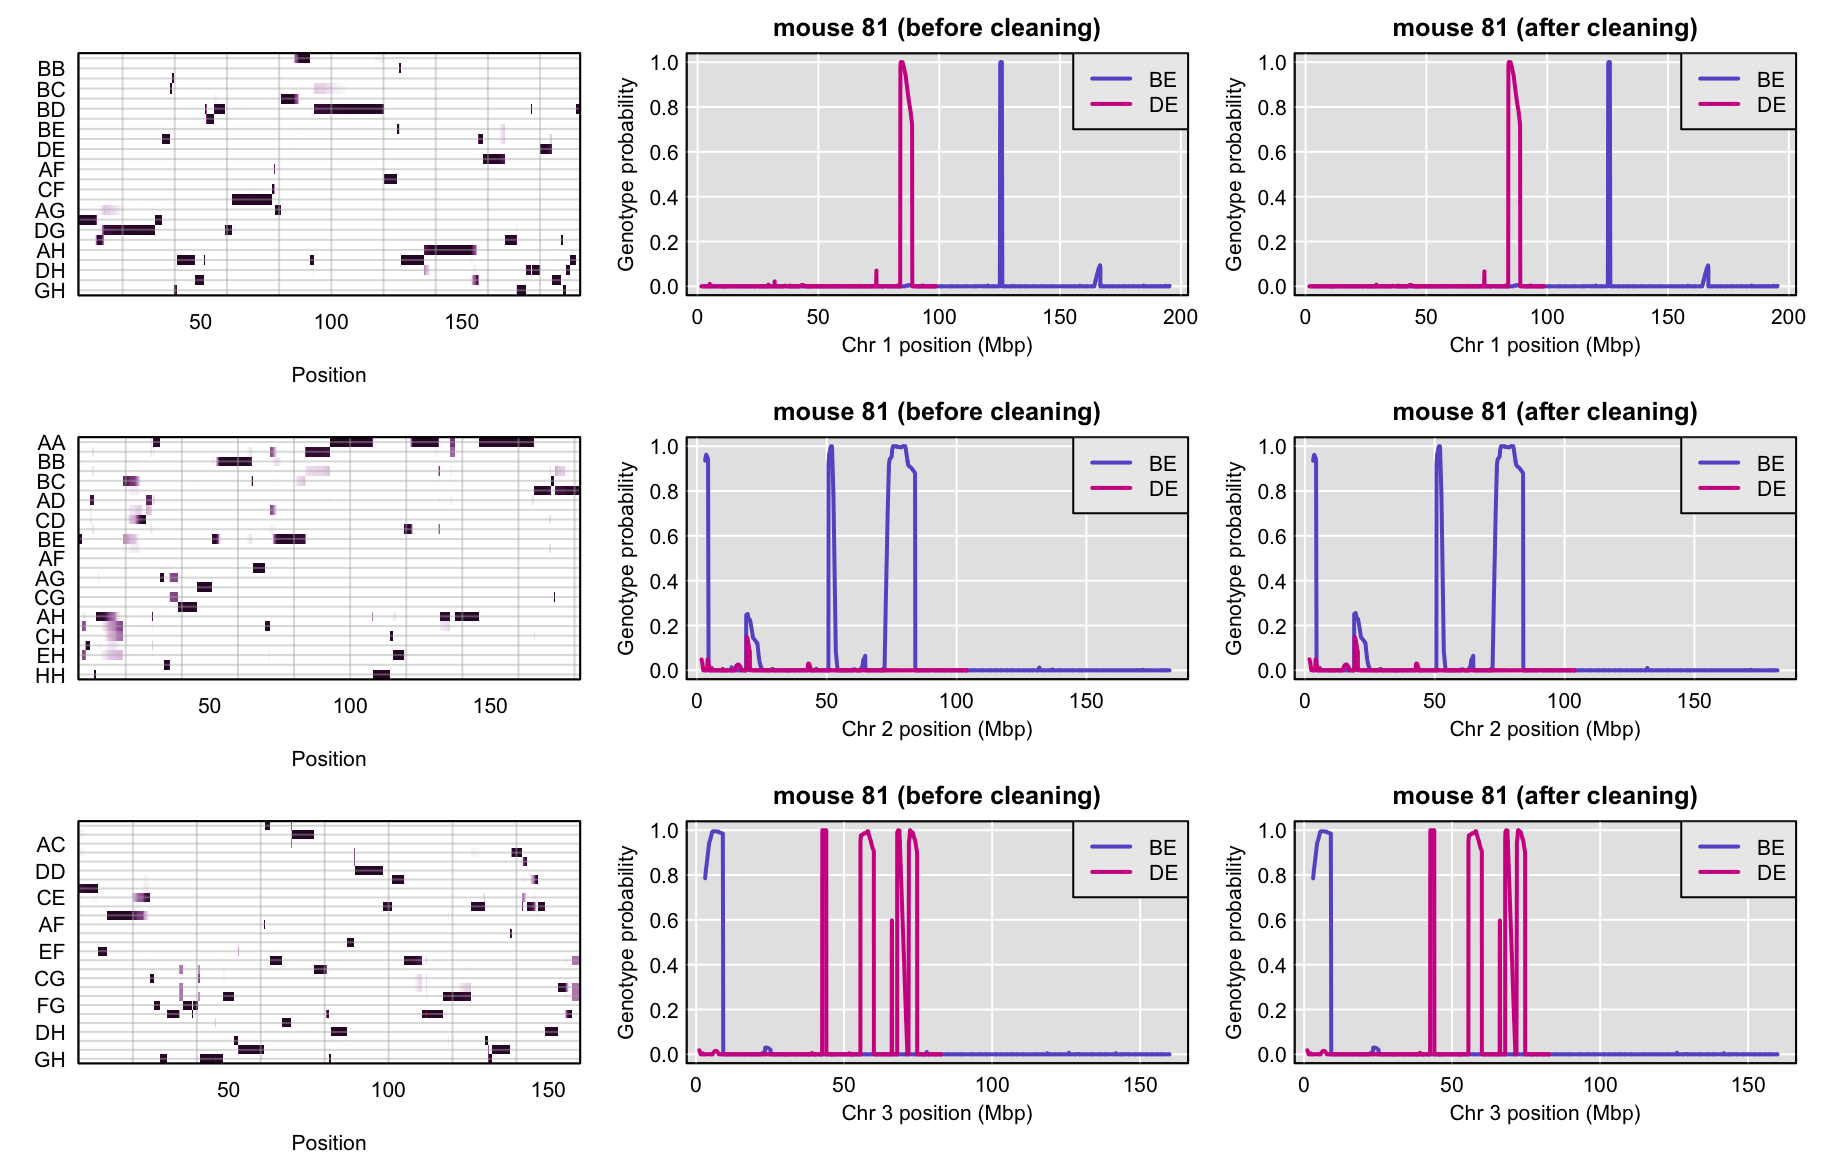 mouse 81 (before cleaning)
mouse 81 (after cleaning)
BB
BC
BD
BE
DE
AF
CF
AG
DG
AH
DH
GH
50
100
150
Position
Genotype probability
1.0
0.8
0.6
0.4
0.2
0.0
BE
DE
0
50
100
150
200
Chr 1 position (Mbp)
Genotype probability
1.0
0.8
0.6
0.4
0.2
0.0
BE
DE
0
50
100
150
200
Chr 1 position (Mbp)
mouse 81 (before cleaning)
mouse 81 (after cleaning)
AA
BB
BC
AD
CD
BE
AF
AG
CG
AH
CH
EH
HH
50
100
150
Position
Genotype probability
1.0
0.8
0.6
0.4
0.2
0.0
BE
DE
0
50
100
150
Chr 2 position (Mbp)
Genotype probability
1.0
0.8
0.6
0.4
0.2
0.0
BE
DE
0
50
100
150
Chr 2 position (Mbp)
mouse 81 (before cleaning)
mouse 81 (after cleaning)
AC
DD
CE
AF
EF
CG
FG
DH
GH
50
100
150
Position
Genotype probability
1.0
0.8
0.6
0.4
0.2
0.0
BE
DE
0
50
100
150
Chr 3 position (Mbp)
Genotype probability
1.0
0.8
0.6
0.4
0.2
0.0
BE
DE
0
50
100
150
Chr 3 position (Mbp)